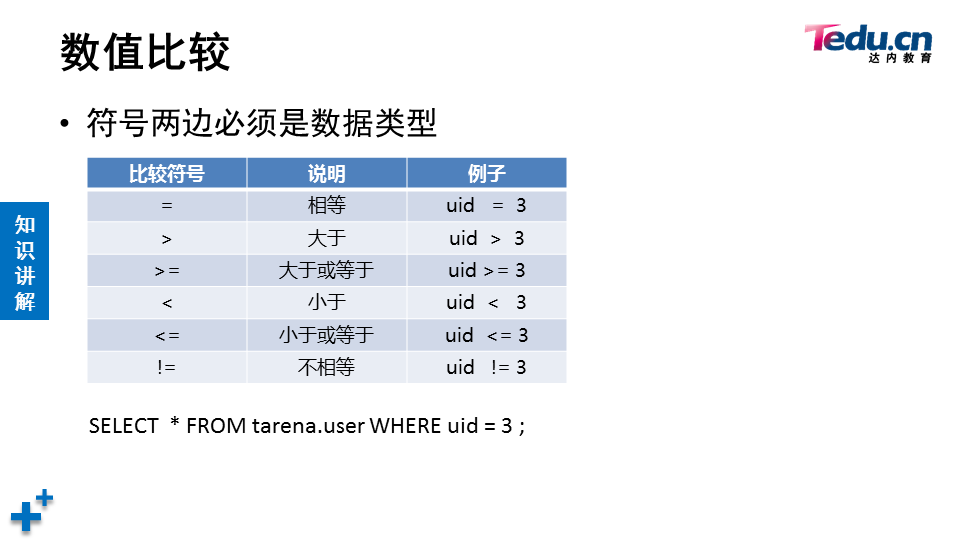 数值比较
Tedu.cn
达内教育
• 符号两边必须是数据类型
比较符号 说明 例子
= 相等 uid = 3
> 大于 uid > 3
>= 大于或等于 uid >= 3
< 小于 uid < 3
<= 小于或等于 uid <= 3
!= 不相等 uid != 3
知识讲解
SELECT * FROM tarena.user WHERE uid = 3 ;